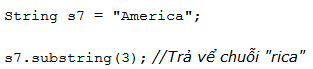 String s7 = "America";
s7.substring(3); //Trả về chuỗi "rica"